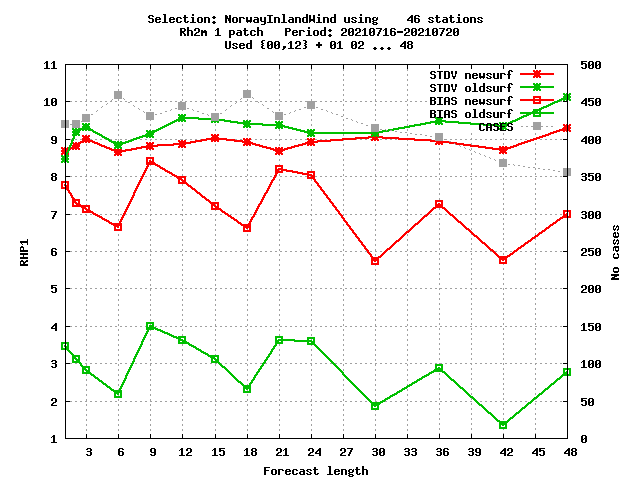 Selection: NorwayInlandWind using    46 stations
Rh2m 1 patch   Period: 20210716-20210720
Used {00,12} + 01 02 ... 48
STDV newsurf
STDV oldsurf
BIAS newsurf
BIAS oldsurf
CASES
11
10
9
8
7
6
5
4
3
2
1
RHP1
500
450
400
350
300
250
200
150
100
50
0
No cases
3 6 9 12 15 18 21 24 27 30 33 36 39 42 45 48
Forecast length